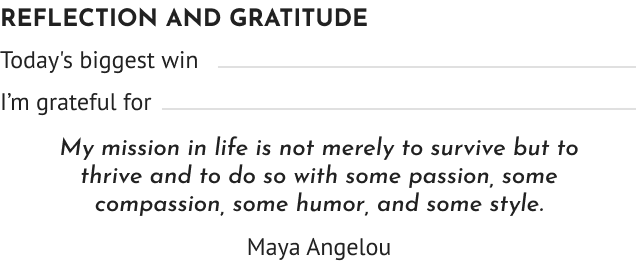 REFLECTION AND GRATITUDE
Today's biggest win
I’m grateful for
My mission in life is not merely to survive but to
thrive and to do so with some passion, some
compassion, some humor, and some style.
Maya Angelou